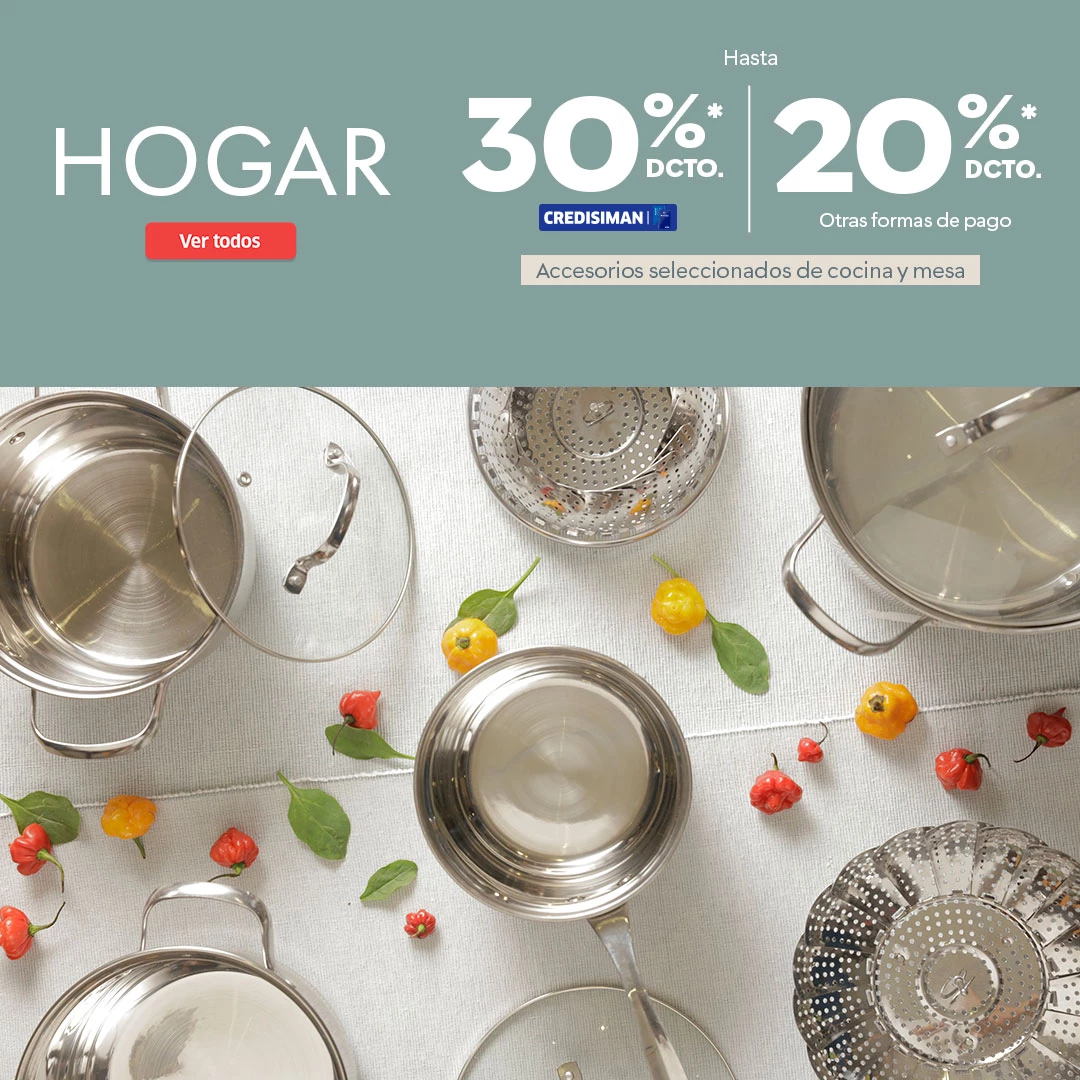 HOGAR
Ver todos
Hasta
30%* DCTO.
CREDISIMAN
20%* DCTO.
Otras formas de pago
Accesorios seleccionados de cocina y mesa